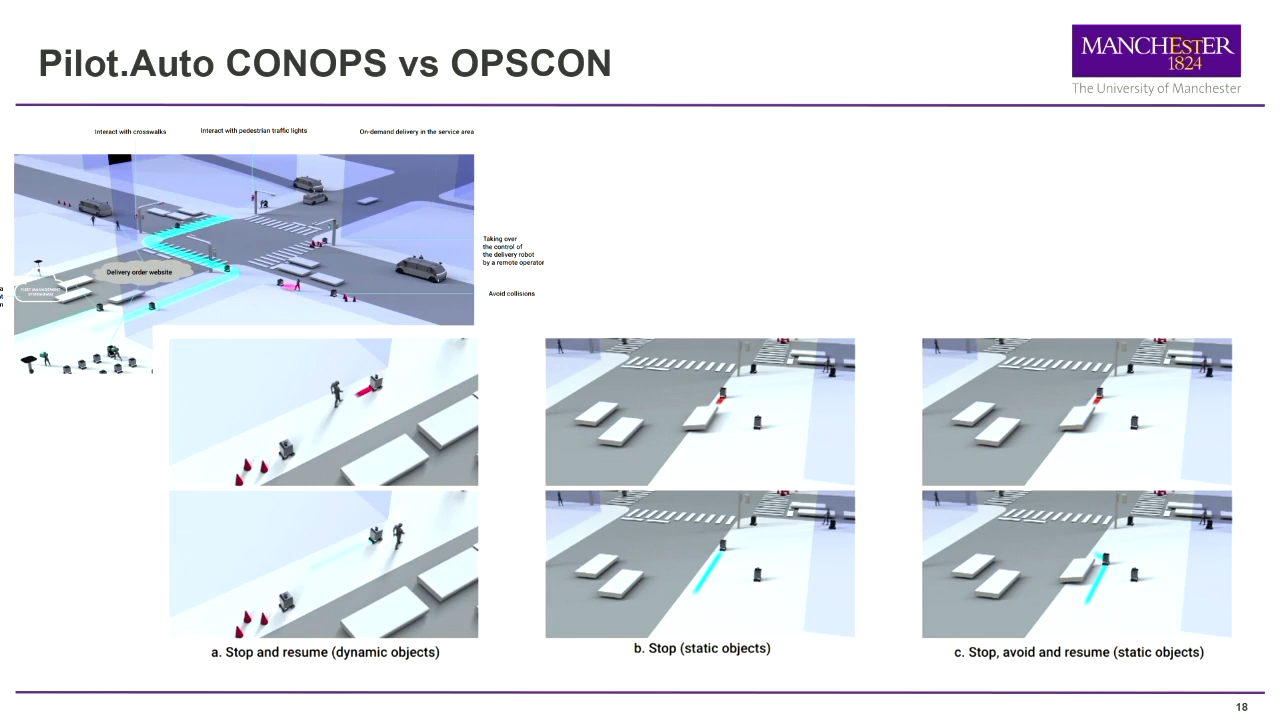 Pilot.Auto CONOPS vs OPSCON
MANCHEsTER
1824
The University of Manchester
Interact with crosswalks
Interact with pedestrian traffic lights
On-demand delivery in the service area
Taking over
the control of
the delivery robot
by a remote operator
Delivery order website
Avoid collisions
a. Stop and resume (dynamic objects)
b. Stop (static objects)
c. Stop, avoid and resume (static objects)
18